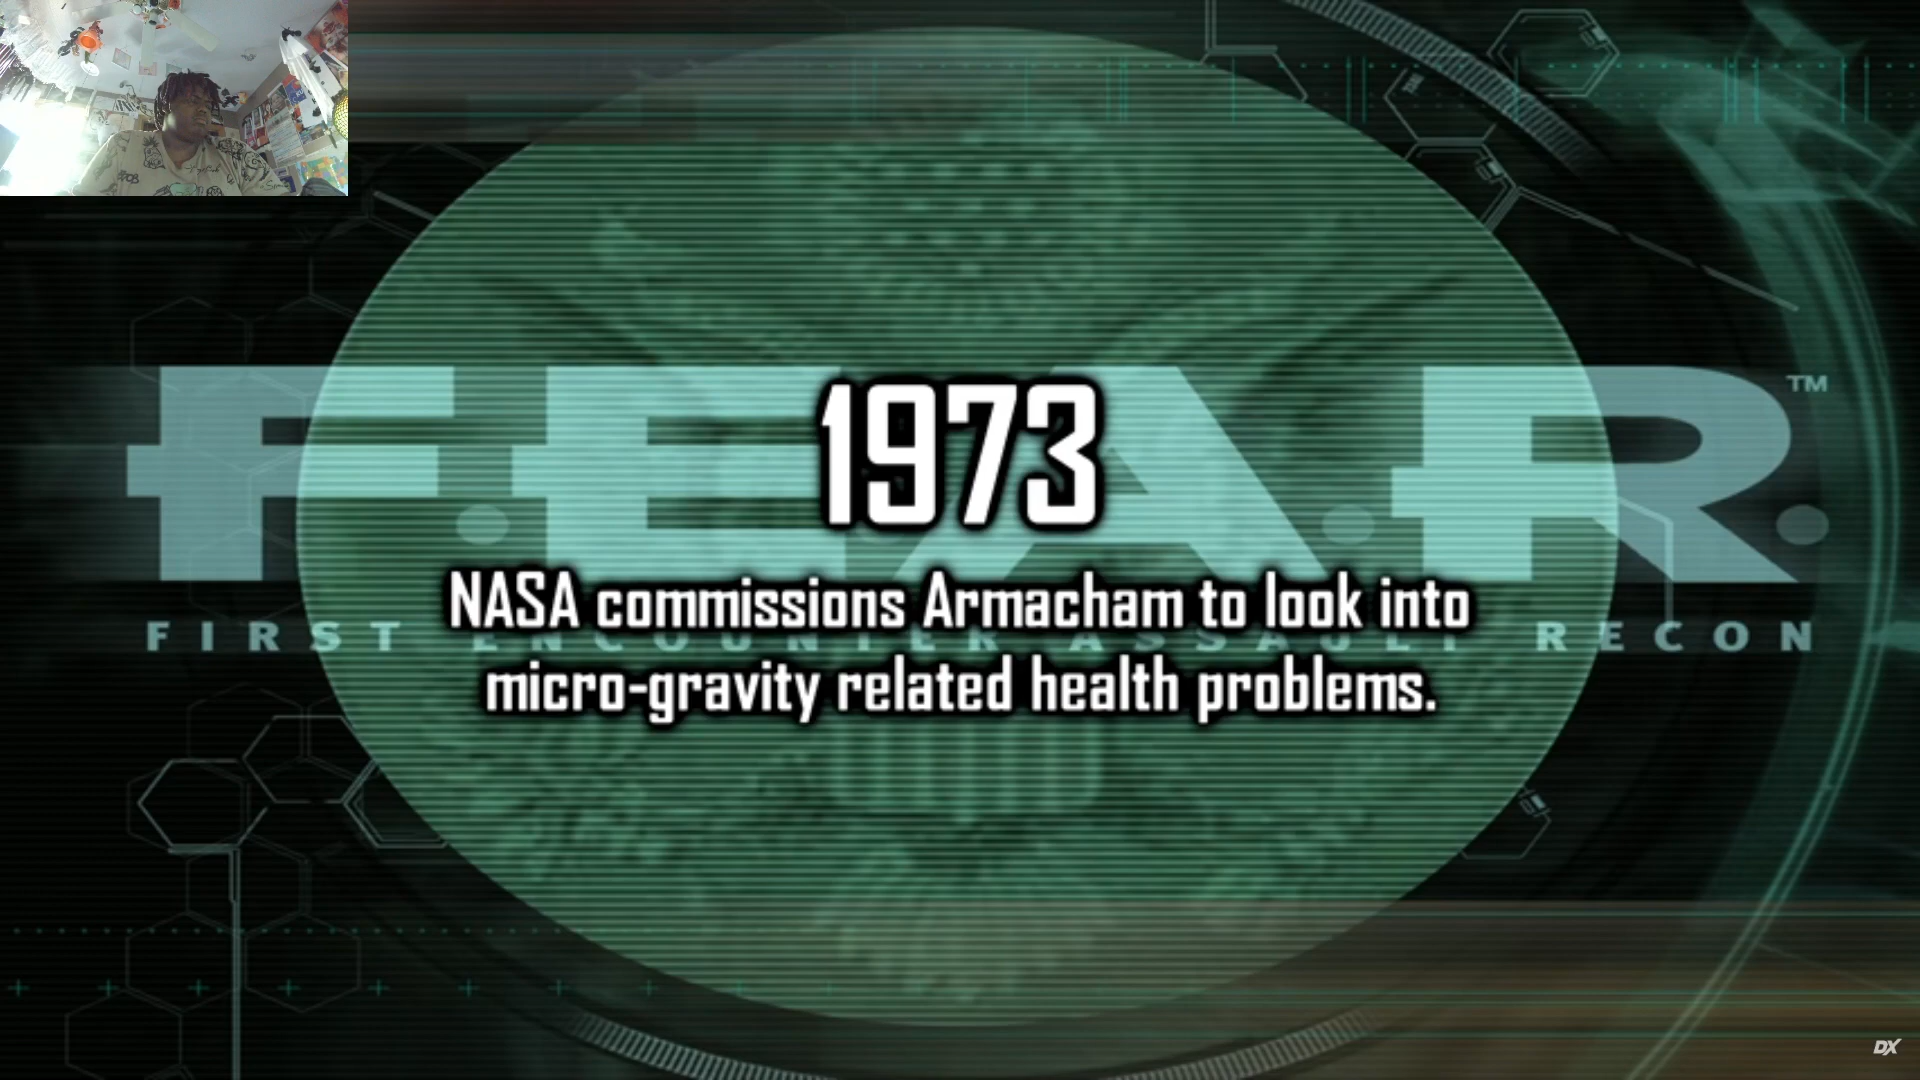 F.E.A.R.™
1973
NASA commissions Armacham to look into
FIRST ENCOUNTER ASSAULT RECON
micro-gravity related health problems.
DX